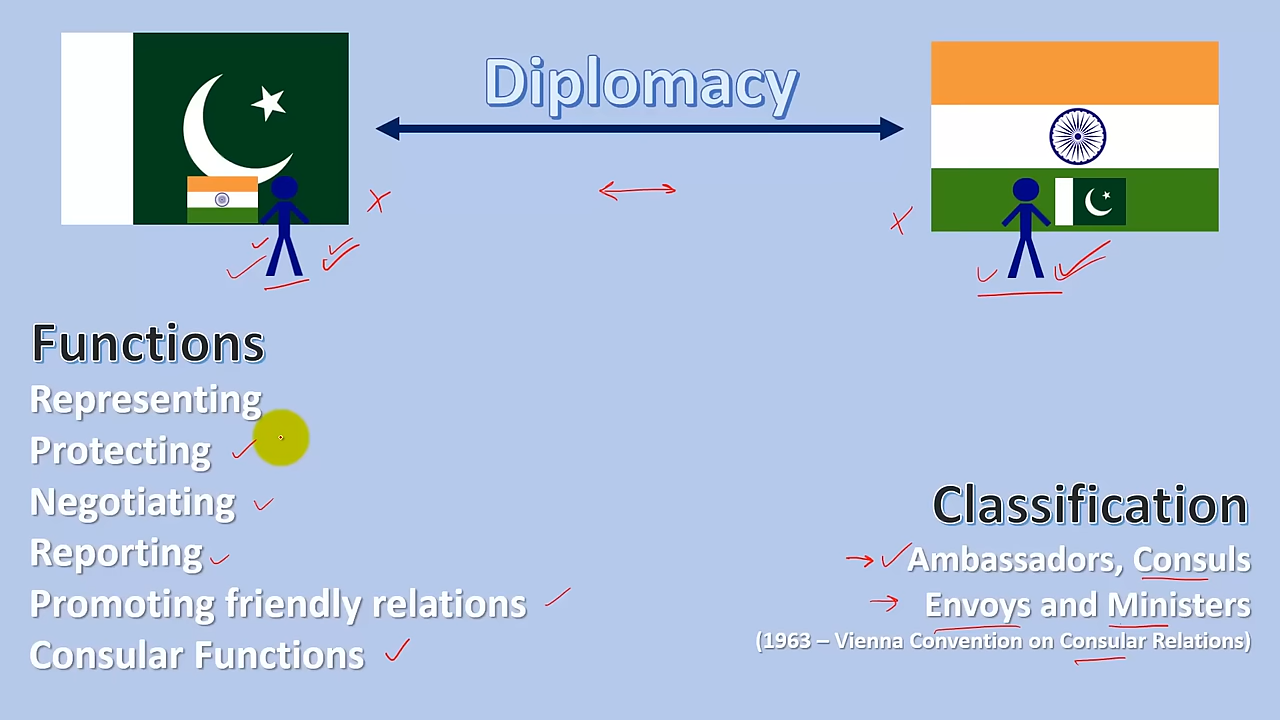 Diplomacy
Functions
Representing
Protecting
Negotiating
Reporting
Promoting friendly relations
Consular Functions
Classification
Ambassadors, Consuls
Envoys and Ministers
(1963 – Vienna Convention on Consular Relations)